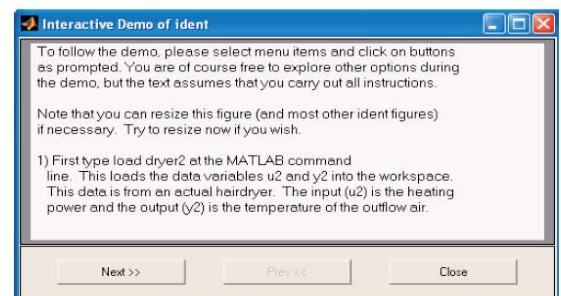 Interactive Demo of ident
To follow the demo, please select menu items and click on buttons
as prompted. You are of course free to explore other options during
the demo, but the text assumes that you carry out all instructions.
Note that you can resize this figure (and most other ident figures)
if necessary. Try to resize now if you wish.
1) First type load dryer2 at the MATLAB command
line. This loads the data variables u2 and y2 into the workspace.
This data is from an actual hairdryer. The input (u2) is the heating
power and the output (y2) is the temperature of the outflow air.
Next >> Prev << Close